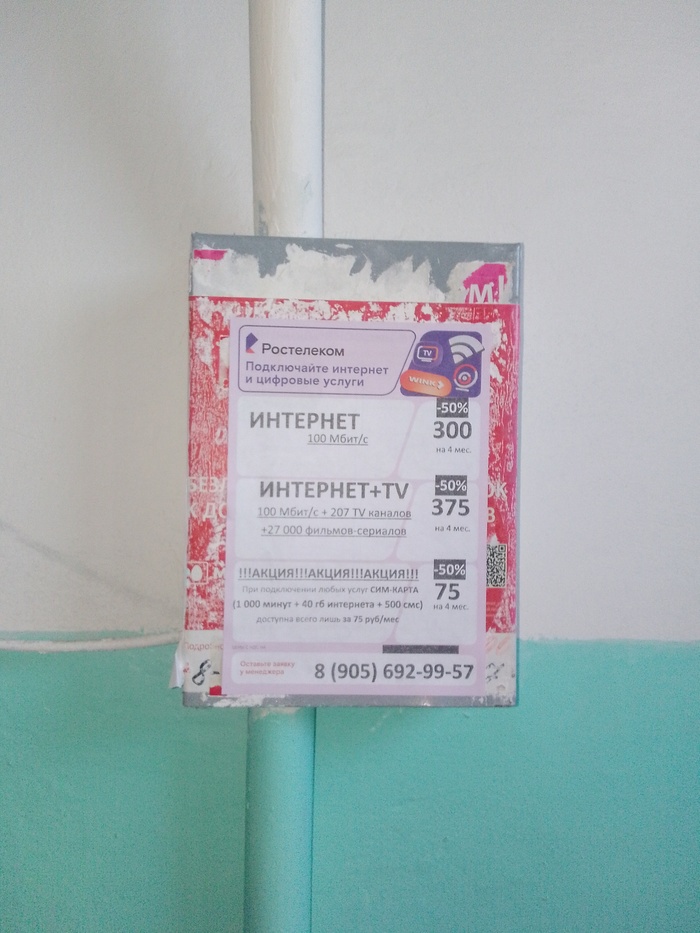 м!
Ростелеком
Подключайте интернет
и цифровые услуги
TV
WINK
ИНТЕРНЕТ
100 Мбит/с
-50%
300
на 4 мес.
ИНТЕРНЕТ+TV
100 Мбит/с + 207 TV каналов
+27 000 фильмов-сериалов
-50%
375
на 4 мес.
!!!АКЦИЯ!!!АКЦИЯ!!!АКЦИЯ!!!
При подключении любых услуг СИМ-КАРТА
(1 000 минут + 40 гб интернета + 500 смс)
доступна всего лишь за 75 руб/мес
-50%
75
на 4 мес.
Оставьте заявку
у менеджера
8 (905) 692-99-57